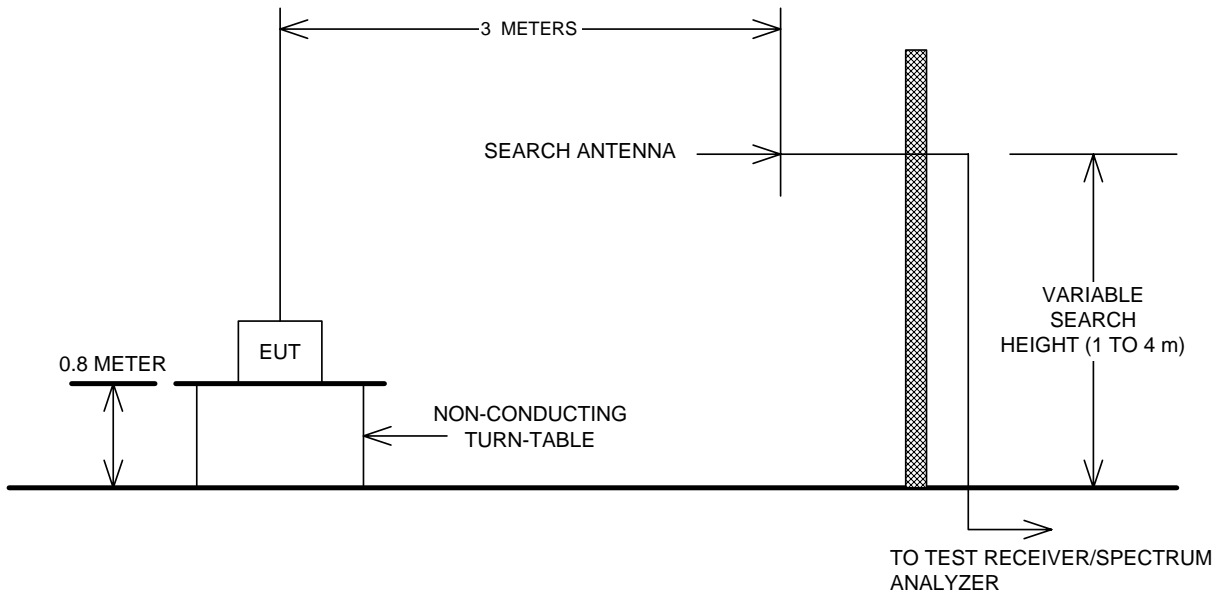 3 METERS
SEARCH ANTENNA
VARIABLE
SEARCH
HEIGHT (1 TO 4 m)
EUT
0.8 METER
NON-CONDUCTING
TURN-TABLE
TO TEST RECEIVER/SPECTRUM
ANALYZER